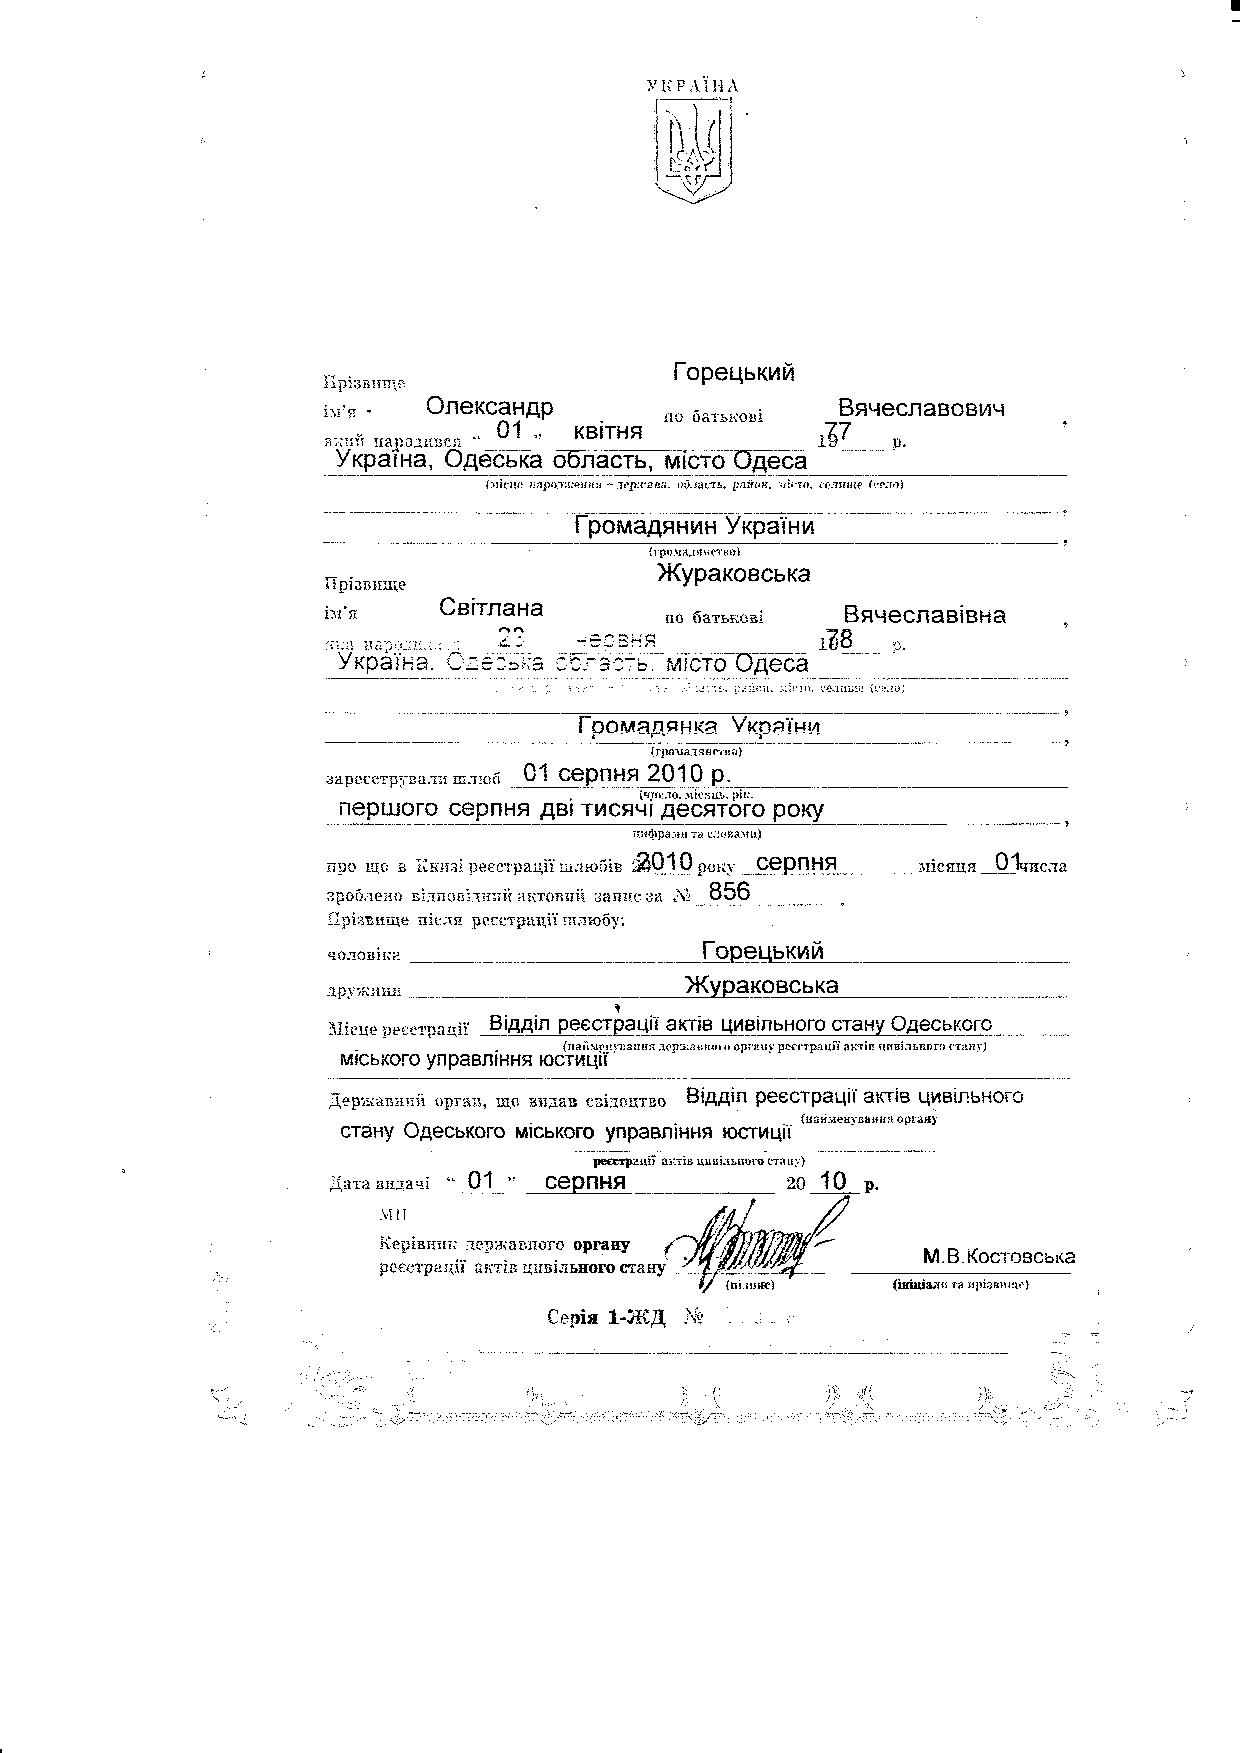 УКРАЇНА
Прізвище Горецький
ім'я - Олександр по батькові Вячеславович ,
який народився " 01 „ квітня 1977 р.
Україна, Одеська область, місто Одеса
(місце народження – держава, область, район, місто, селище (село)
,
Громадянин України ,
(громадянство)
Прізвище Жураковська
ім'я Світлана по батькові Вячеславівна ,
яка народилась червня р.
Україна. Одеська область. місто Одеса
область, район, місто, селище (село)
,
Громадянка України ,
(громадянство)
зареєстрували шлюб 01 серпня 2010 р.
(число, місяць, рік,
першого серпня дві тисячі десятого року ,
цифрами та словами)
про що в Книзі реєстрації шлюбів 2010 року серпня місяця 01 числа
зроблено відповідний актовий запис за № 856 .
Прізвище після реєстрації шлюбу:
чоловіка Горецький
дружини Жураковська
Місце реєстрації Відділ реєстрації актів цивільного стану Одеського
(найменування державного органу реєстрації актів цивільного стану)
міського управління юстиції
Державний орган, що видав свідоцтво Відділ реєстрації актів цивільного
(найменування органу
стану Одеського міського управління юстиції
реєстрації актів цивільного стану)
Дата видачі “ 01 ” серпня 20 10 р.
МП
Керівник державного органу
реєстрації актів цивільного стану М.В.Костовська
(підпис) (ініціали та прізвище)
Серія 1-ЖД №